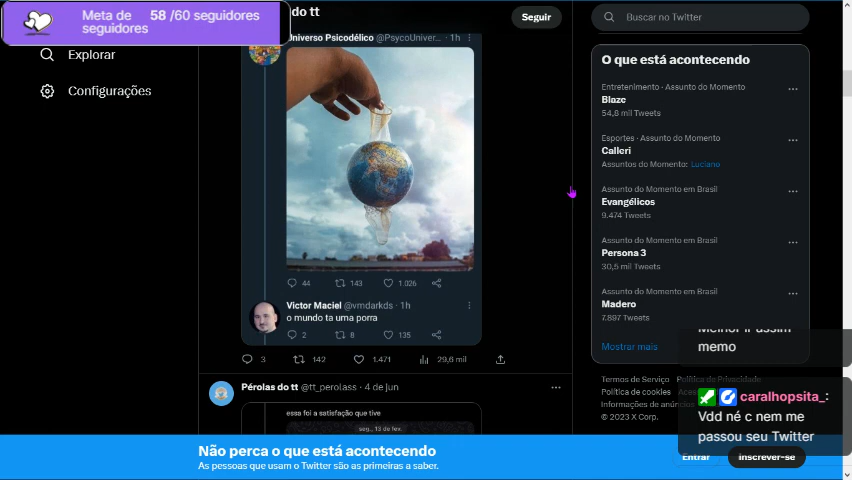 Meta de seguidores
58 /60 seguidores
do tt
Seguir
Buscar no Twitter
Explorar
Configurações
Universo Psicodélico @PsycoUniver... · 1h
44
143
1.026
Victor Maciel @vmdarkds · 1h
o mundo ta uma porra
2
8
135
3
142
1.471
29,6 mil
Pérolas do tt @tt_perolass · 4 de jun
essa foi a satisfação que tive
seg., 13 de fev.
O que está acontecendo
Entretenimento · Assunto do Momento
Blaze
54,8 mil Tweets
Esportes · Assunto do Momento
Calleri
Assuntos do Momento: Luciano
Assunto do Momento em Brasil
Evangélicos
9.474 Tweets
Assunto do Momento em Brasil
Persona 3
30,5 mil Tweets
Assunto do Momento em Brasil
Madero
7.897 Tweets
Mostrar mais
Melhor ir assim
memo
Termos de Serviço Política de Privacidade
Política de cookies
Informações de anúncios
© 2023 X Corp.
caralhopsita_:
Vdd né c nem me
passou seu Twitter
Não perca o que está acontecendo
As pessoas que usam o Twitter são as primeiras a saber.
Entrar
Inscrever-se